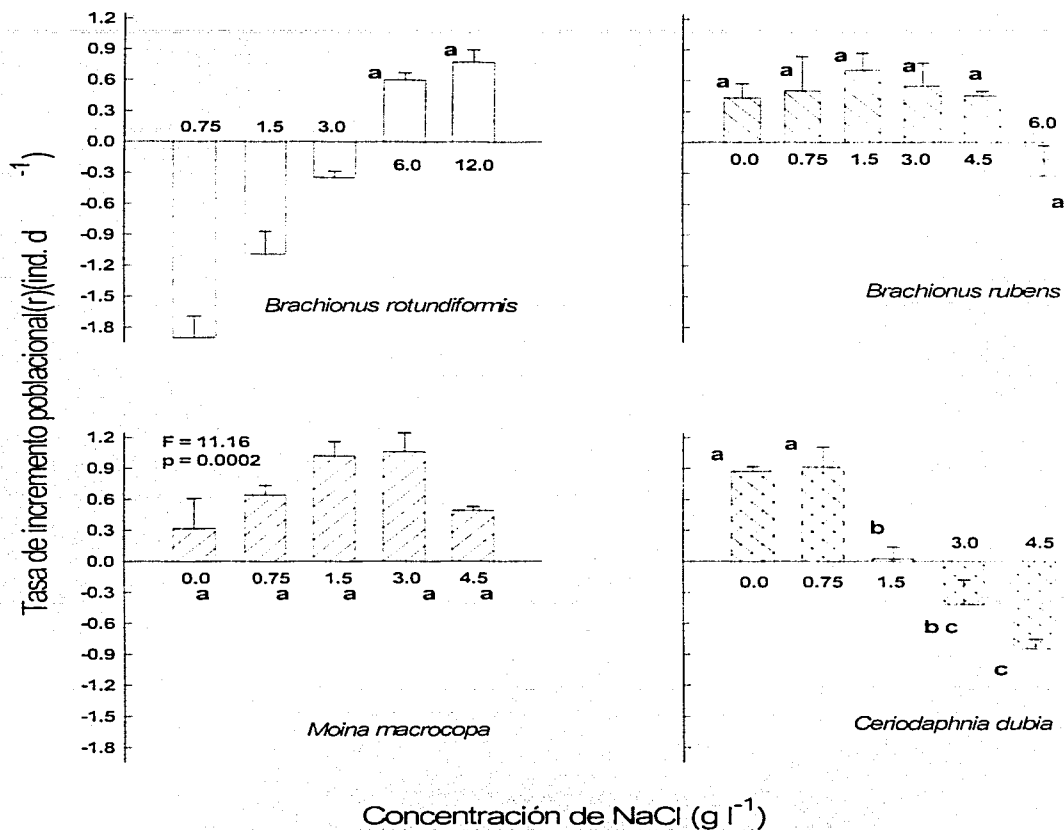 Tasa de incremento poblacional(r)(ind. d -1)
1.2
0.9
0.6
0.3
0.0
-0.3
-0.6
-0.9
-1.2
-1.5
-1.8
a
a
0.75 1.5 3.0
6.0 12.0
Brachionus rotundiformis
a a a a a
6.0
0.0 0.75 1.5 3.0 4.5
a
Brachionus rubens
1.2
0.9
0.6
0.3
0.0
-0.3
-0.6
-0.9
-1.2
-1.5
-1.8
F = 11.16
p = 0.0002
0.0 0.75 1.5 3.0 4.5
a a a a a
Moina macrocopa
a a
b
3.0 4.5
0.0 0.75 1.5
b c
c
Ceriodaphnia dubia
Concentración de NaCl (g l-1)